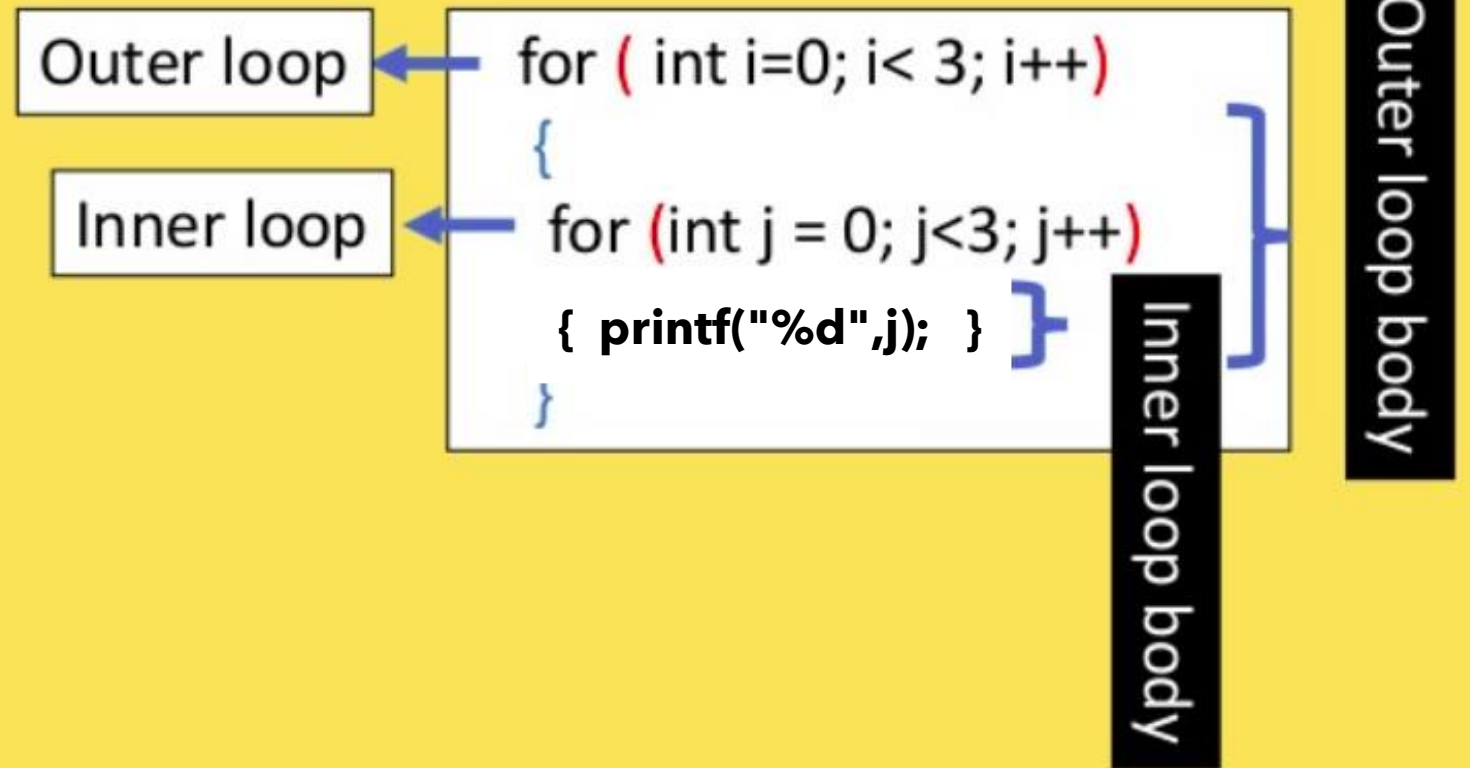 Outer loop
for ( int i=0; i< 3; i++)
{
Inner loop
for (int j = 0; j<3; j++)
{ printf("%d",j); }
}
Inner loop body
Outer loop body